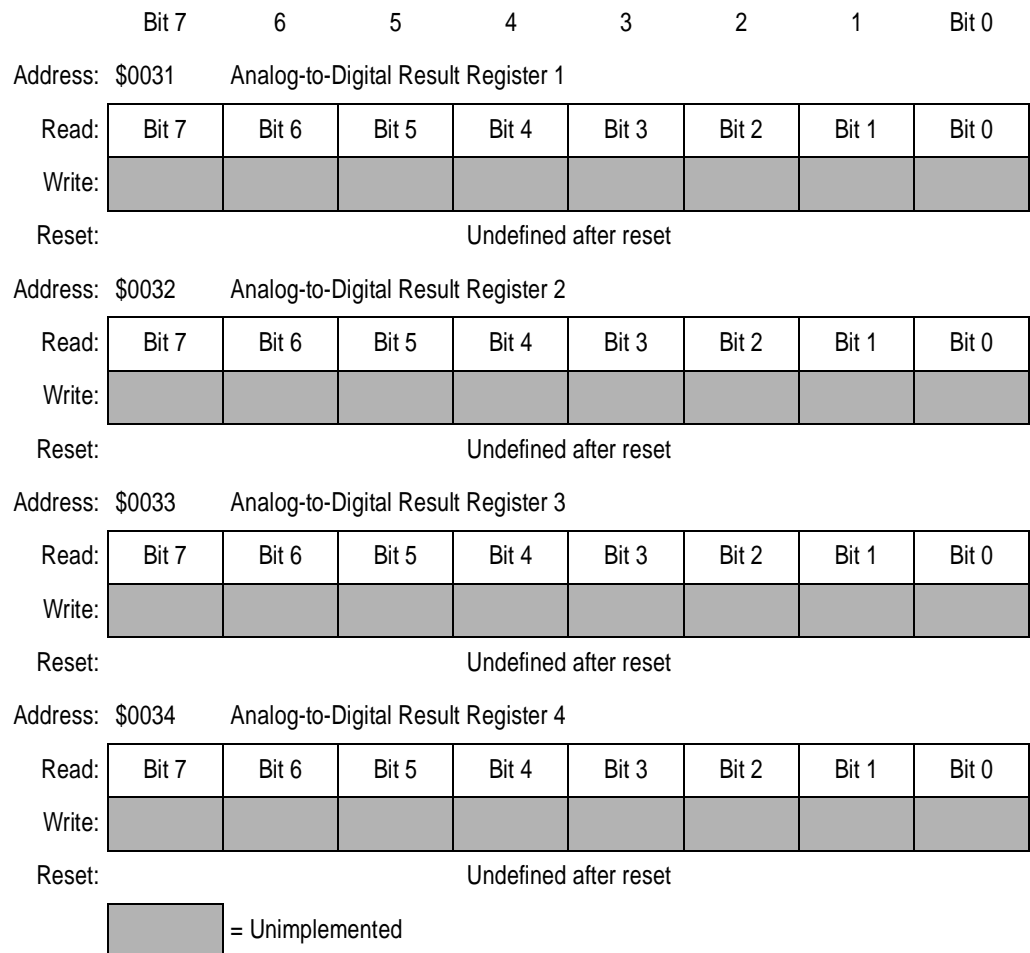 Bit 7 6 5 4 3 2 1 Bit 0
Address: $0031 Analog-to-Digital Result Register 1
Read: Bit 7 Bit 6 Bit 5 Bit 4 Bit 3 Bit 2 Bit 1 Bit 0
Write:
Reset: Undefined after reset
Address: $0032 Analog-to-Digital Result Register 2
Read: Bit 7 Bit 6 Bit 5 Bit 4 Bit 3 Bit 2 Bit 1 Bit 0
Write:
Reset: Undefined after reset
Address: $0033 Analog-to-Digital Result Register 3
Read: Bit 7 Bit 6 Bit 5 Bit 4 Bit 3 Bit 2 Bit 1 Bit 0
Write:
Reset: Undefined after reset
Address: $0034 Analog-to-Digital Result Register 4
Read: Bit 7 Bit 6 Bit 5 Bit 4 Bit 3 Bit 2 Bit 1 Bit 0
Write:
Reset: Undefined after reset
= Unimplemented